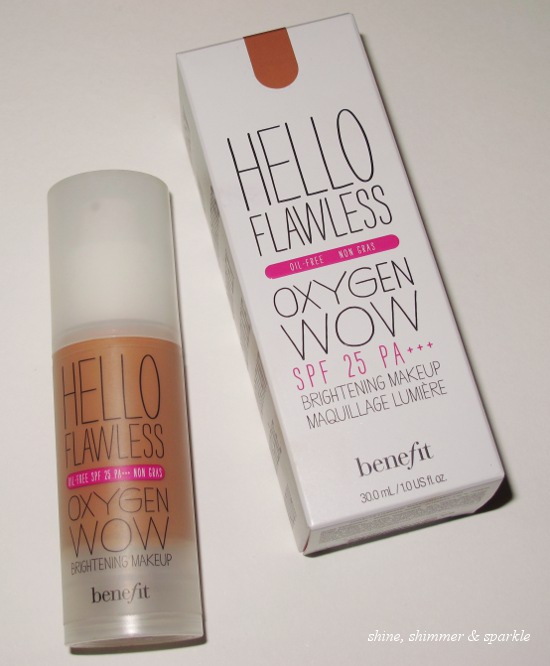 HELLO
FLAWLESS
OIL-FREE SPF 25 PA+++ NON GRAS
OXYGEN
WOW
BRIGHTENING MAKEUP
benefit
HELLO
FLAWLESS
OIL-FREE NON GRAS
OXYGEN
WOW
SPF 25 PA+++
BRIGHTENING MAKEUP
MAQUILLAGE LUMIÈRE
benefit
30.0 mL / 1.0 US fl. oz.
shine, shimmer & sparkle